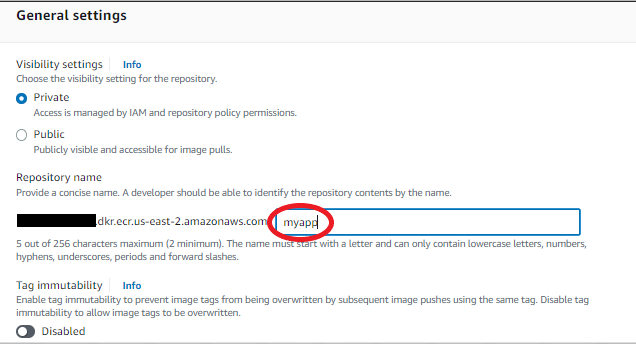 General settings
Visibility settings Info
Choose the visibility setting for the repository.
Private
Access is managed by IAM and repository policy permissions.
Public
Publicly visible and accessible for image pulls.
Repository name
Provide a concise name. A developer should be able to identify the repository contents by the name.
.dkr.ecr.us-east-2.amazonaws.com myapp
5 out of 256 characters maximum (2 minimum). The name must start with a letter and can only contain lowercase letters, numbers,
hyphens, underscores, periods and forward slashes.
Tag immutability Info
Enable tag immutability to prevent image tags from being overwritten by subsequent image pushes using the same tag. Disable tag
immutability to allow image tags to be overwritten.
Disabled